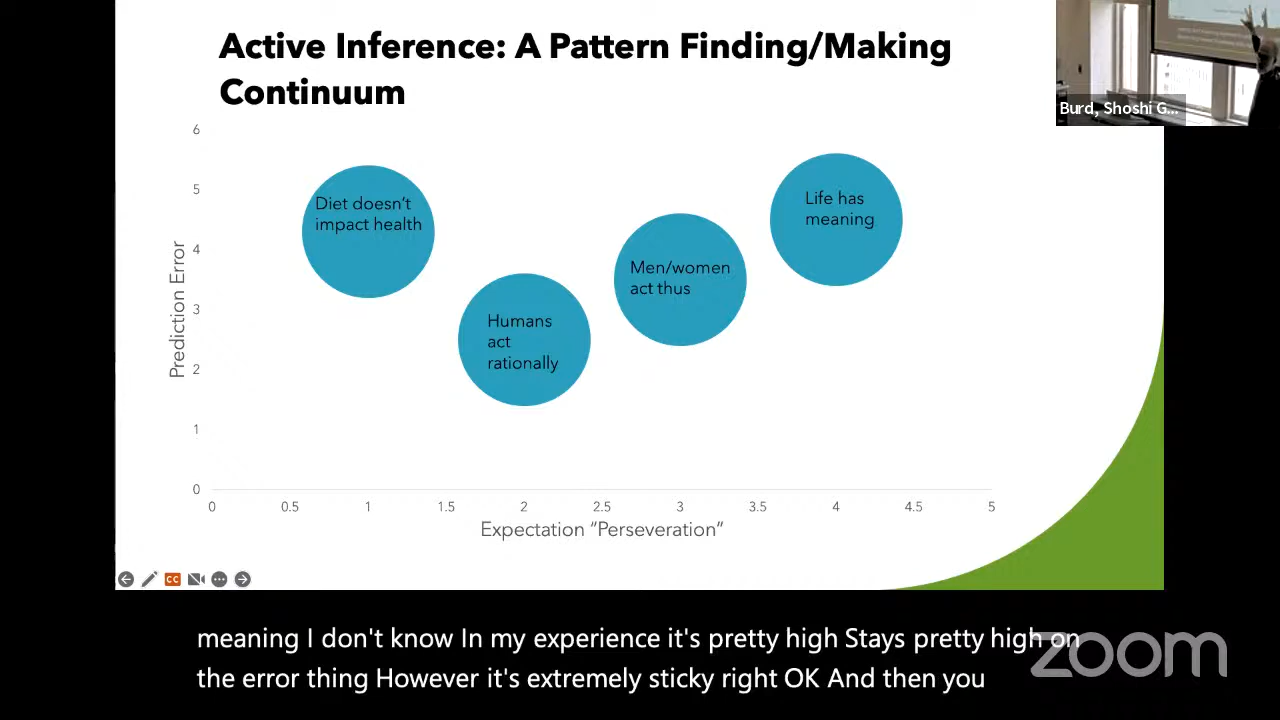 Active Inference: A Pattern Finding/Making
Continuum
Burd, Shoshi G...
6
5
4
3
2
1
0
Prediction Error
Diet doesn't
impact health
Humans
act
rationally
Men/women
act thus
Life has
meaning
0 0.5 1 1.5 2 2.5 3 3.5 4 4.5 5
Expectation "Perseveration"
CC
meaning I don't know In my experience it's pretty high Stays pretty high on
the error thing However it's extremely sticky right OK And then you
zoom